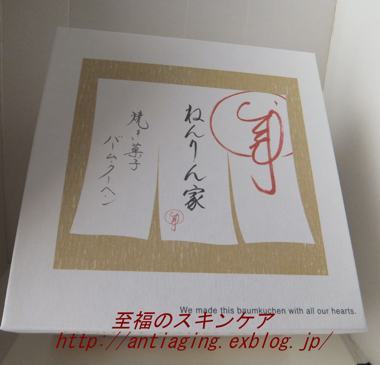 ねんりん家
焼き菓子
バームクーヘン
We made this baumkuchen with all our hearts.
至福のスキンケア
http://antiaging.exblog.jp/